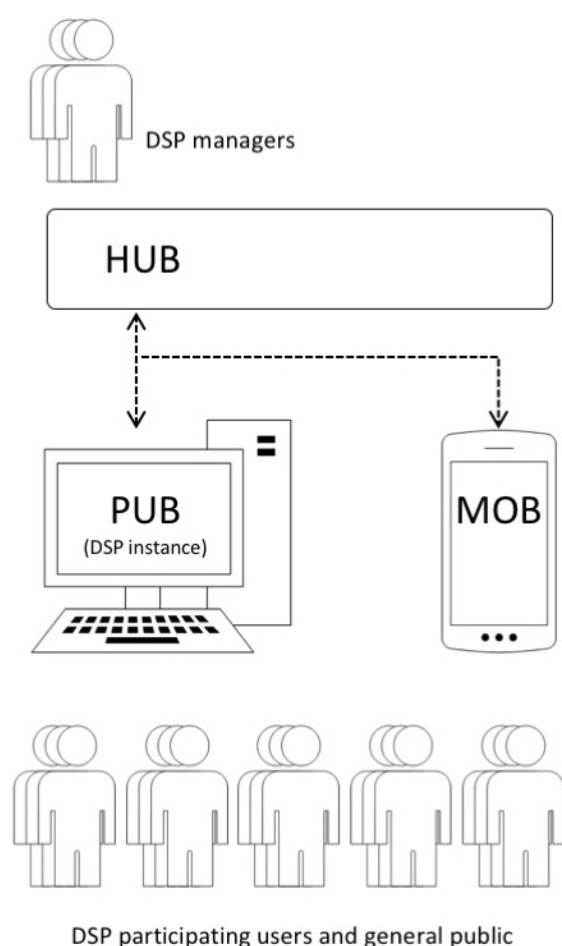 DSP managers
HUB
PUB
(DSP instance)
MOB
DSP participating users and general public